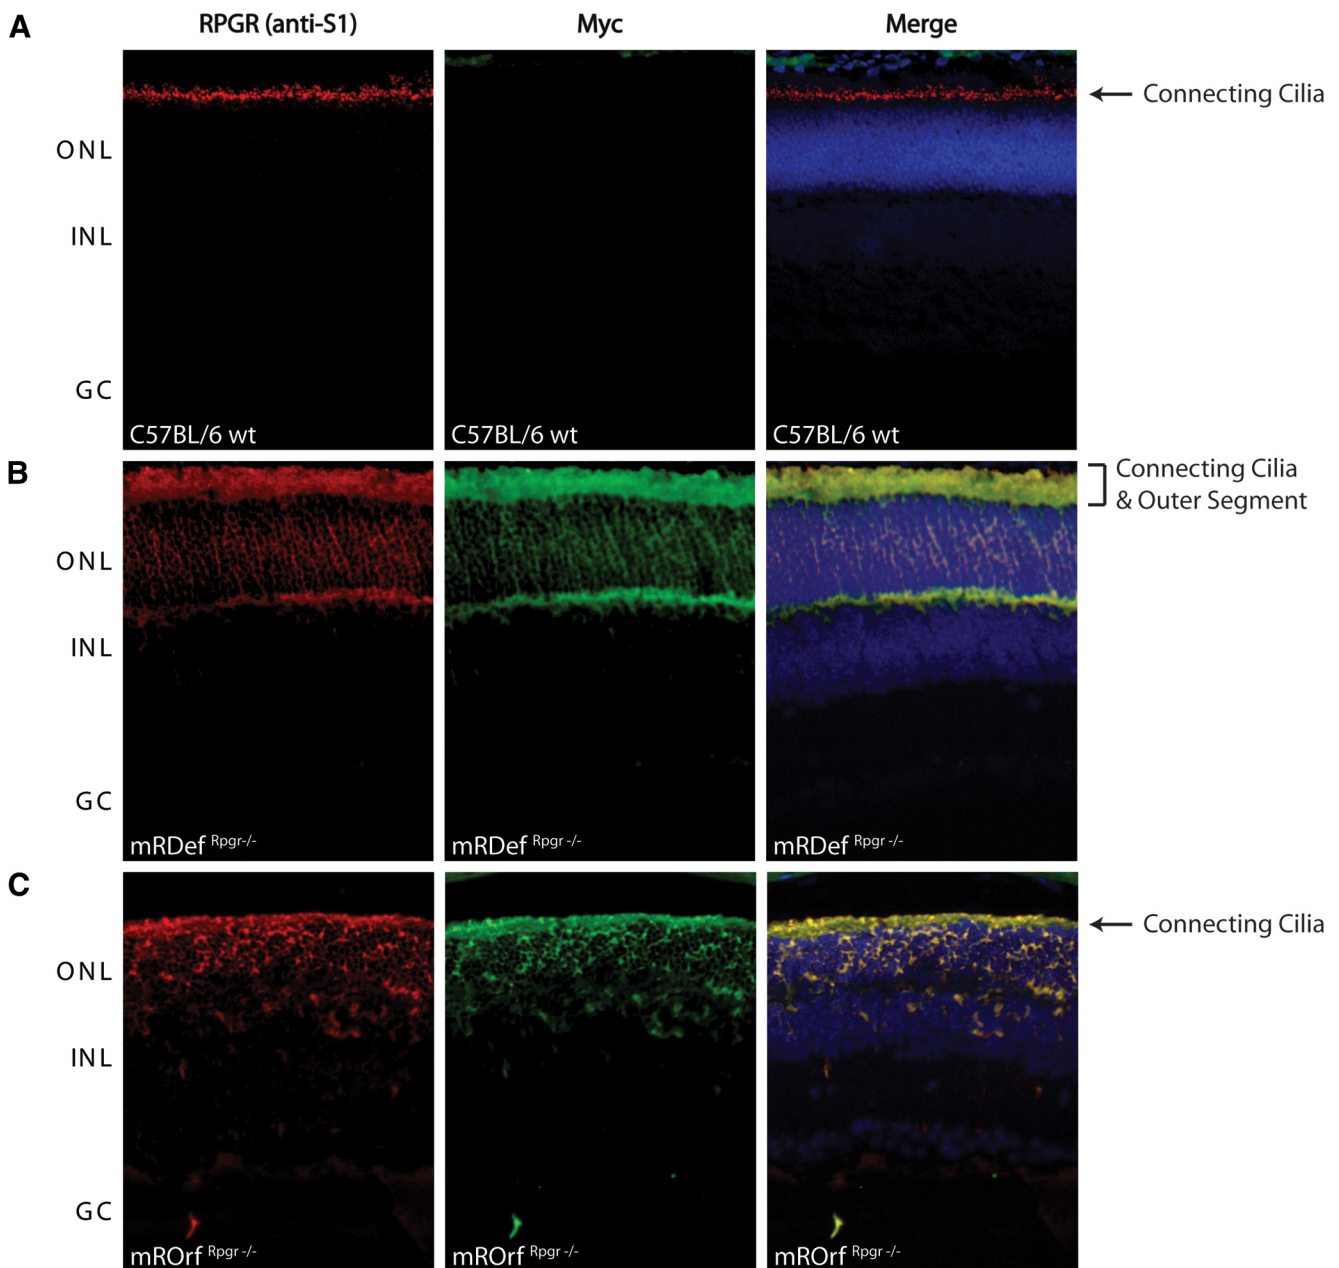 A
RPGR (anti-S1)
Myc
Merge
Connecting Cilia
ONL
INL
GC
C57BL/6 wt
C57BL/6 wt
C57BL/6 wt
B
Connecting Cilia
& Outer Segment
ONL
INL
GC
mRDef Rpgr-/-
mRDef Rpgr -/-
mRDef Rpgr -/-
C
Connecting Cilia
ONL
INL
GC
mROrf Rpgr -/-
mROrf Rpgr -/-
mROrf Rpgr -/-